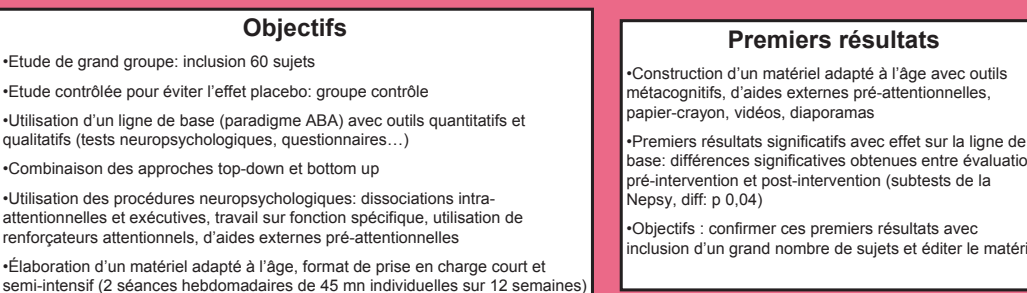 Objectifs
•Etude de grand groupe: inclusion 60 sujets
•Etude contrôlée pour éviter l'effet placebo: groupe contrôle
•Utilisation d'un ligne de base (paradigme ABA) avec outils quantitatifs et
qualitatifs (tests neuropsychologiques, questionnaires…)
•Combinaison des approches top-down et bottom up
•Utilisation des procédures neuropsychologiques: dissociations intra-
attentionnelles et exécutives, travail sur fonction spécifique, utilisation de
renforçateurs attentionnels, d'aides externes pré-attentionnelles
•Élaboration d'un matériel adapté à l'âge, format de prise en charge court et
semi-intensif (2 séances hebdomadaires de 45 mn individuelles sur 12 semaines)
Premiers résultats
•Construction d'un matériel adapté à l'âge avec outils
métacognitifs, d'aides externes pré-attentionnelles,
papier-crayon, vidéos, diaporamas
•Premiers résultats significatifs avec effet sur la ligne de
base: différences significatives obtenues entre évaluatio
pré-intervention et post-intervention (subtests de la
Nepsy, diff: p 0,04)
•Objectifs : confirmer ces premiers résultats avec
inclusion d'un grand nombre de sujets et éditer le matéri